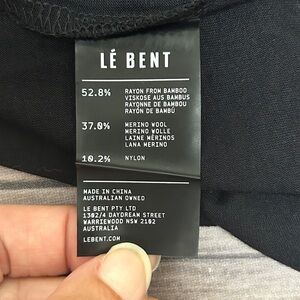 LÉ BENT
52.8% RAYON FROM BAMBOO
VISKOSE AUS BAMBUS
RAYONNE DE BAMBOU
RAYÓN DE BAMBÚ
37.0% MERINO WOOL
MERINO WOLLE
LAINE MÉRINOS
LANA MERINO
10.2% NYLON
MADE IN CHINA
AUSTRALIAN OWNED
LE BENT PTY LTD
1302/4 DAYDREAM STREET
WARRIEWOOD NSW 2102
AUSTRALIA
LEBENT.COM